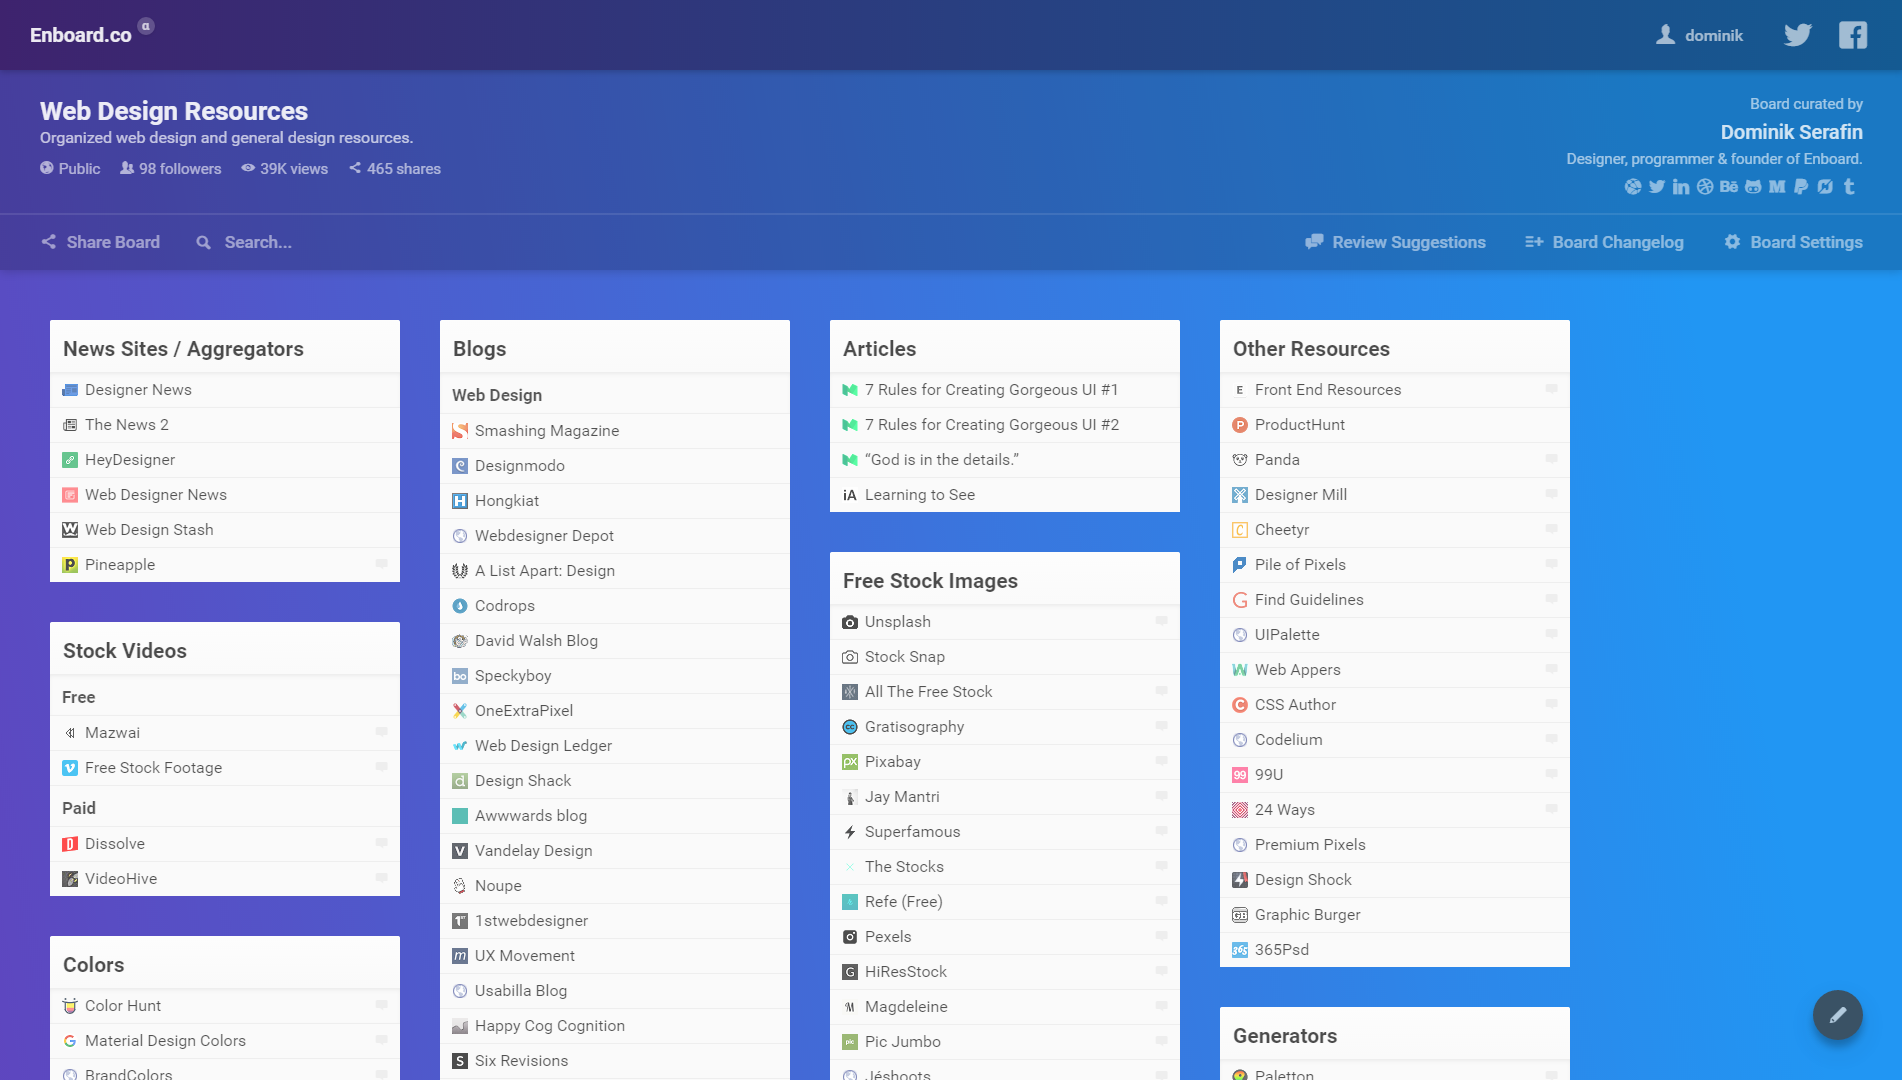 Enboard.co α
dominik
Web Design Resources
Organized web design and general design resources.
Public 98 followers 39K views 465 shares
Board curated by
Dominik Serafin
Designer, programmer & founder of Enboard.
Share Board Search...
Review Suggestions Board Changelog Board Settings
News Sites / Aggregators
Designer News
The News 2
HeyDesigner
Web Designer News
Web Design Stash
Pineapple
Stock Videos
Free
Mazwai
Free Stock Footage
Paid
Dissolve
VideoHive
Colors
Color Hunt
Material Design Colors
BrandColors
Blogs
Web Design
Smashing Magazine
Designmodo
Hongkiat
Webdesigner Depot
A List Apart: Design
Codrops
David Walsh Blog
Speckyboy
OneExtraPixel
Web Design Ledger
Design Shack
Awwwards blog
Vandelay Design
Noupe
1stwebdesigner
UX Movement
Usabilla Blog
Happy Cog Cognition
Six Revisions
Articles
7 Rules for Creating Gorgeous UI #1
7 Rules for Creating Gorgeous UI #2
“God is in the details.”
iA Learning to See
Free Stock Images
Unsplash
Stock Snap
All The Free Stock
Gratisography
Pixabay
Jay Mantri
Superfamous
The Stocks
Refe (Free)
Pexels
HiResStock
Magdeleine
Pic Jumbo
Jéshoots
Other Resources
Front End Resources
ProductHunt
Panda
Designer Mill
Cheetyr
Pile of Pixels
Find Guidelines
UIPalette
Web Appers
CSS Author
Codelium
99U
24 Ways
Premium Pixels
Design Shock
Graphic Burger
365Psd
Generators
Paletton